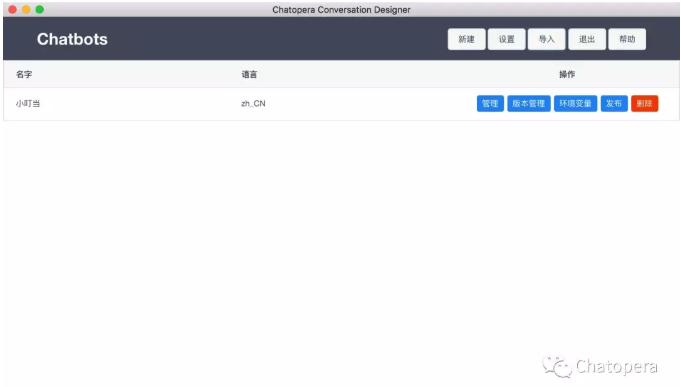 Chatopera Conversation Designer
Chatbots 新建 设置 导入 退出 帮助
名字 语言 操作
小叮当 zh_CN 管理 版本管理 环境变量 发布 删除
Chatopera